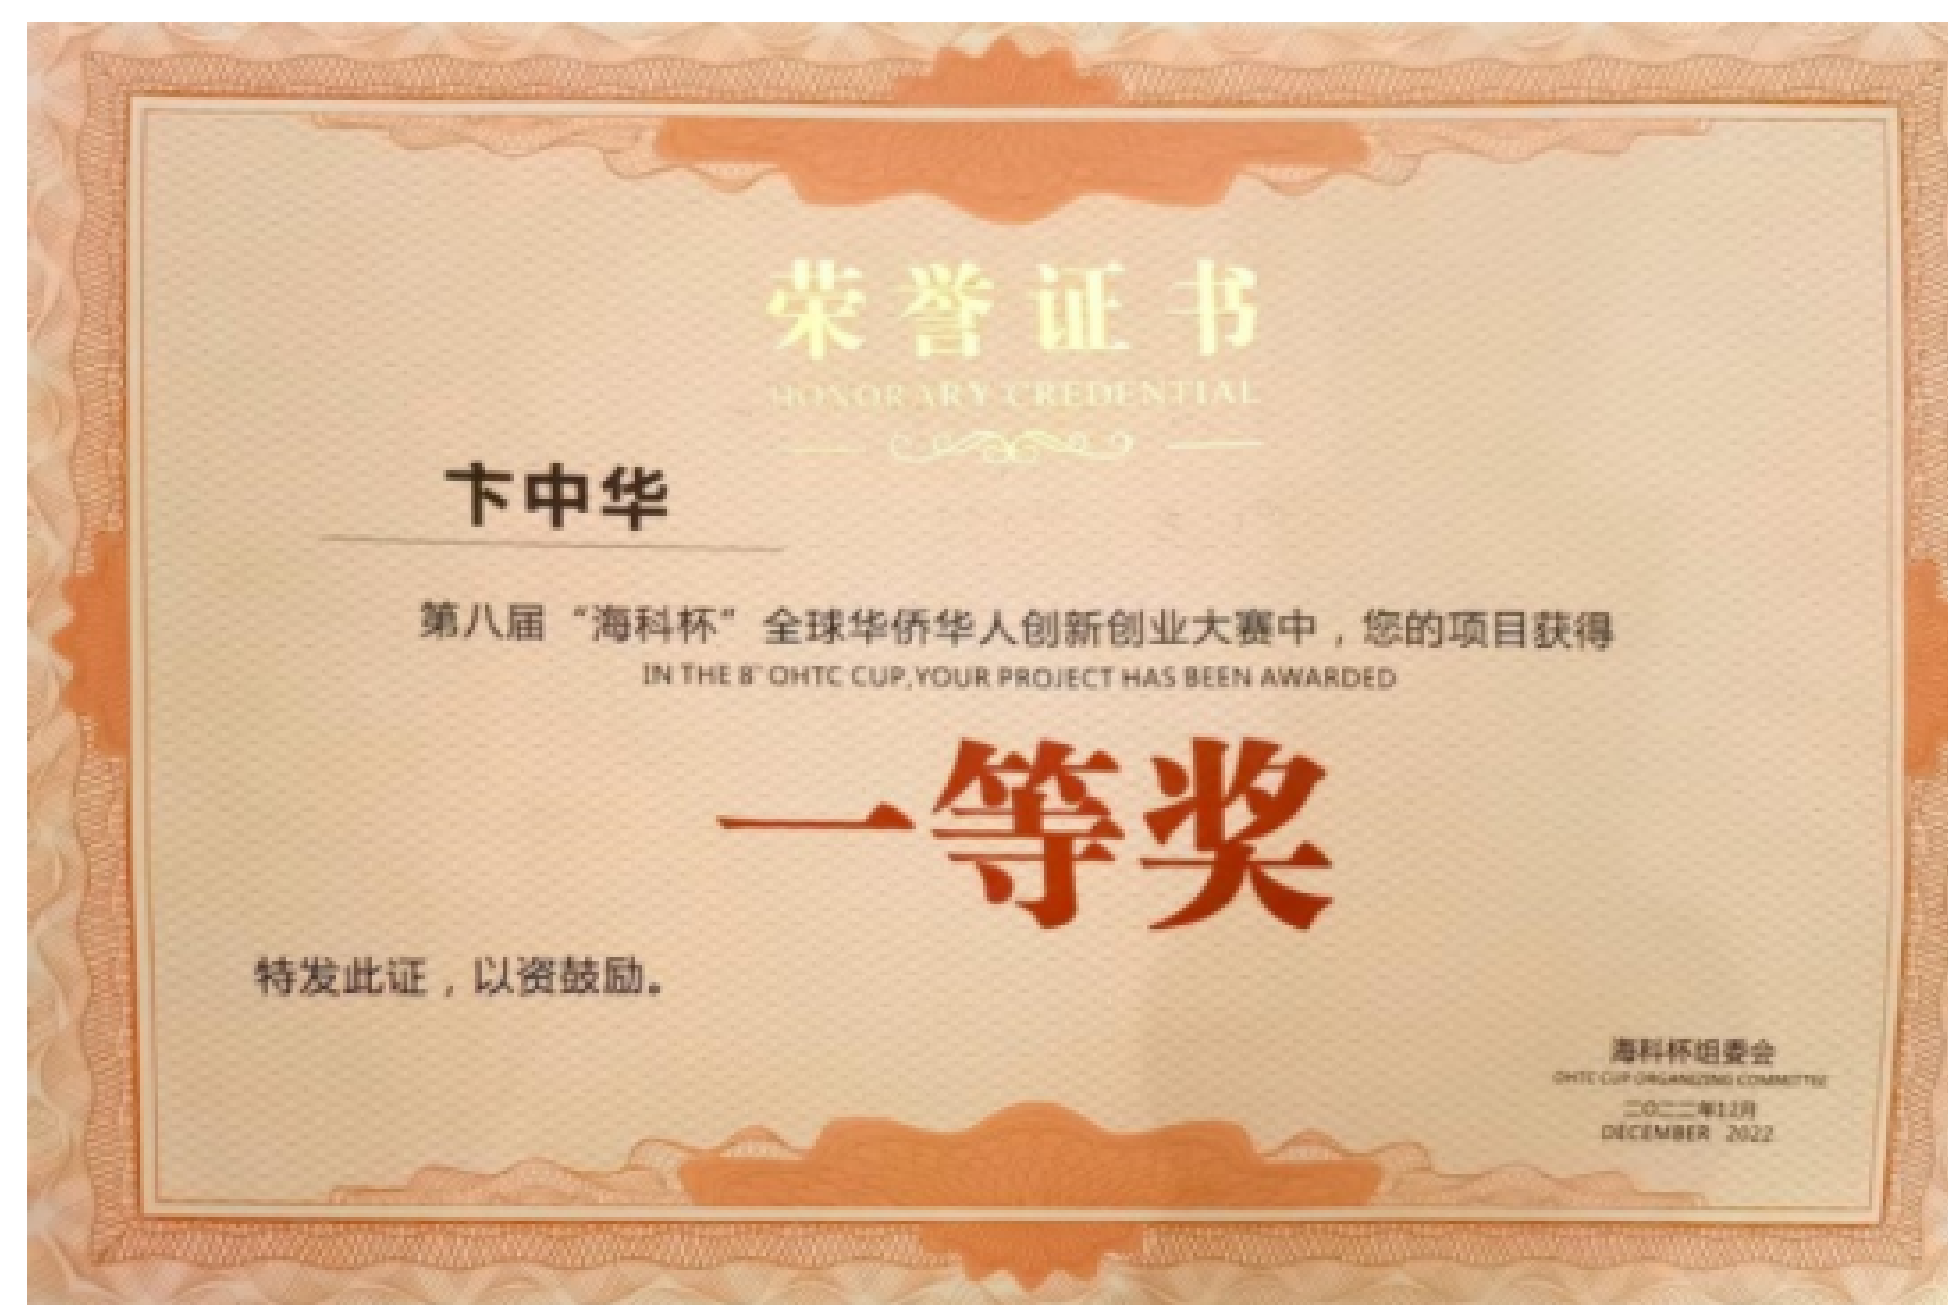 荣誉证书
HONORARY CREDENTIAL
卞中华
第八届“海科杯”全球华侨华人创新创业大赛中，您的项目获得
IN THE 8" OHTC CUP,YOUR PROJECT HAS BEEN AWARDED
一等奖
特发此证，以资鼓励。
海科杯组委会
OHTC CUP ORGANIZING COMMITTEE
二〇二二年12月
DECEMBER 2022